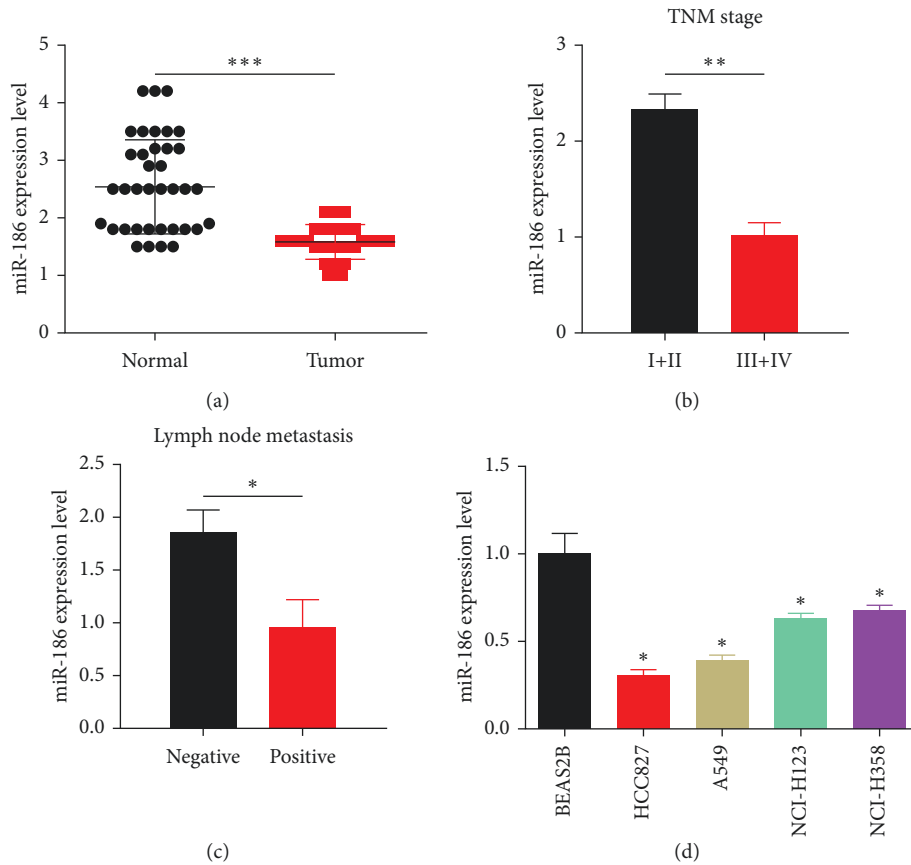 5
4
3
2
1
0
miR-186 expression level
***
Normal
Tumor
(a)
TNM stage
3
2
1
0
miR-186 expression level
**
I+II
III+IV
(b)
Lymph node metastasis
2.5
2.0
1.5
1.0
0.5
0.0
miR-186 expression level
*
Negative
Positive
(c)
1.5
1.0
0.5
0.0
miR-186 expression level
*
*
*
*
BEAS2B
HCC827
A549
NCI-H123
NCI-H358
(d)